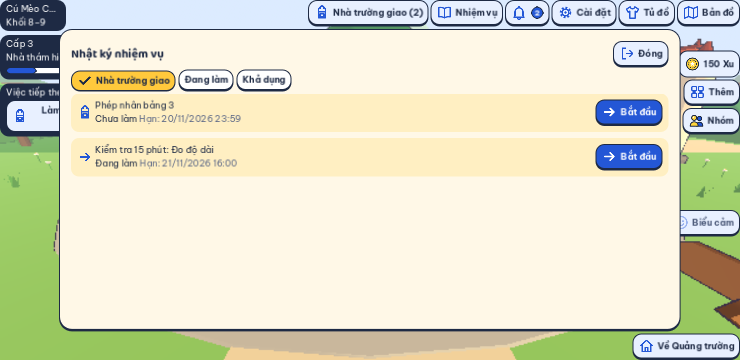 Cú Mèo C...
Khối 8-9
Nhà trường giao (2)
Nhiệm vụ
2
Cài đặt
Tủ đồ
Bản đồ
Cấp 3
Nhà thám hi
Nhật ký nhiệm vụ
Đóng
150 Xu
Nhà trường giao
Đang làm
Khả dụng
Việc tiếp th
Thêm
Làm
Phép nhân bảng 3
Chưa làm Hạn: 20/11/2026 23:59
Bắt đầu
Nhóm
Kiểm tra 15 phút: Đo độ dài
Đang làm Hạn: 21/11/2026 16:00
Bắt đầu
Biểu cảm
Về Quảng trường